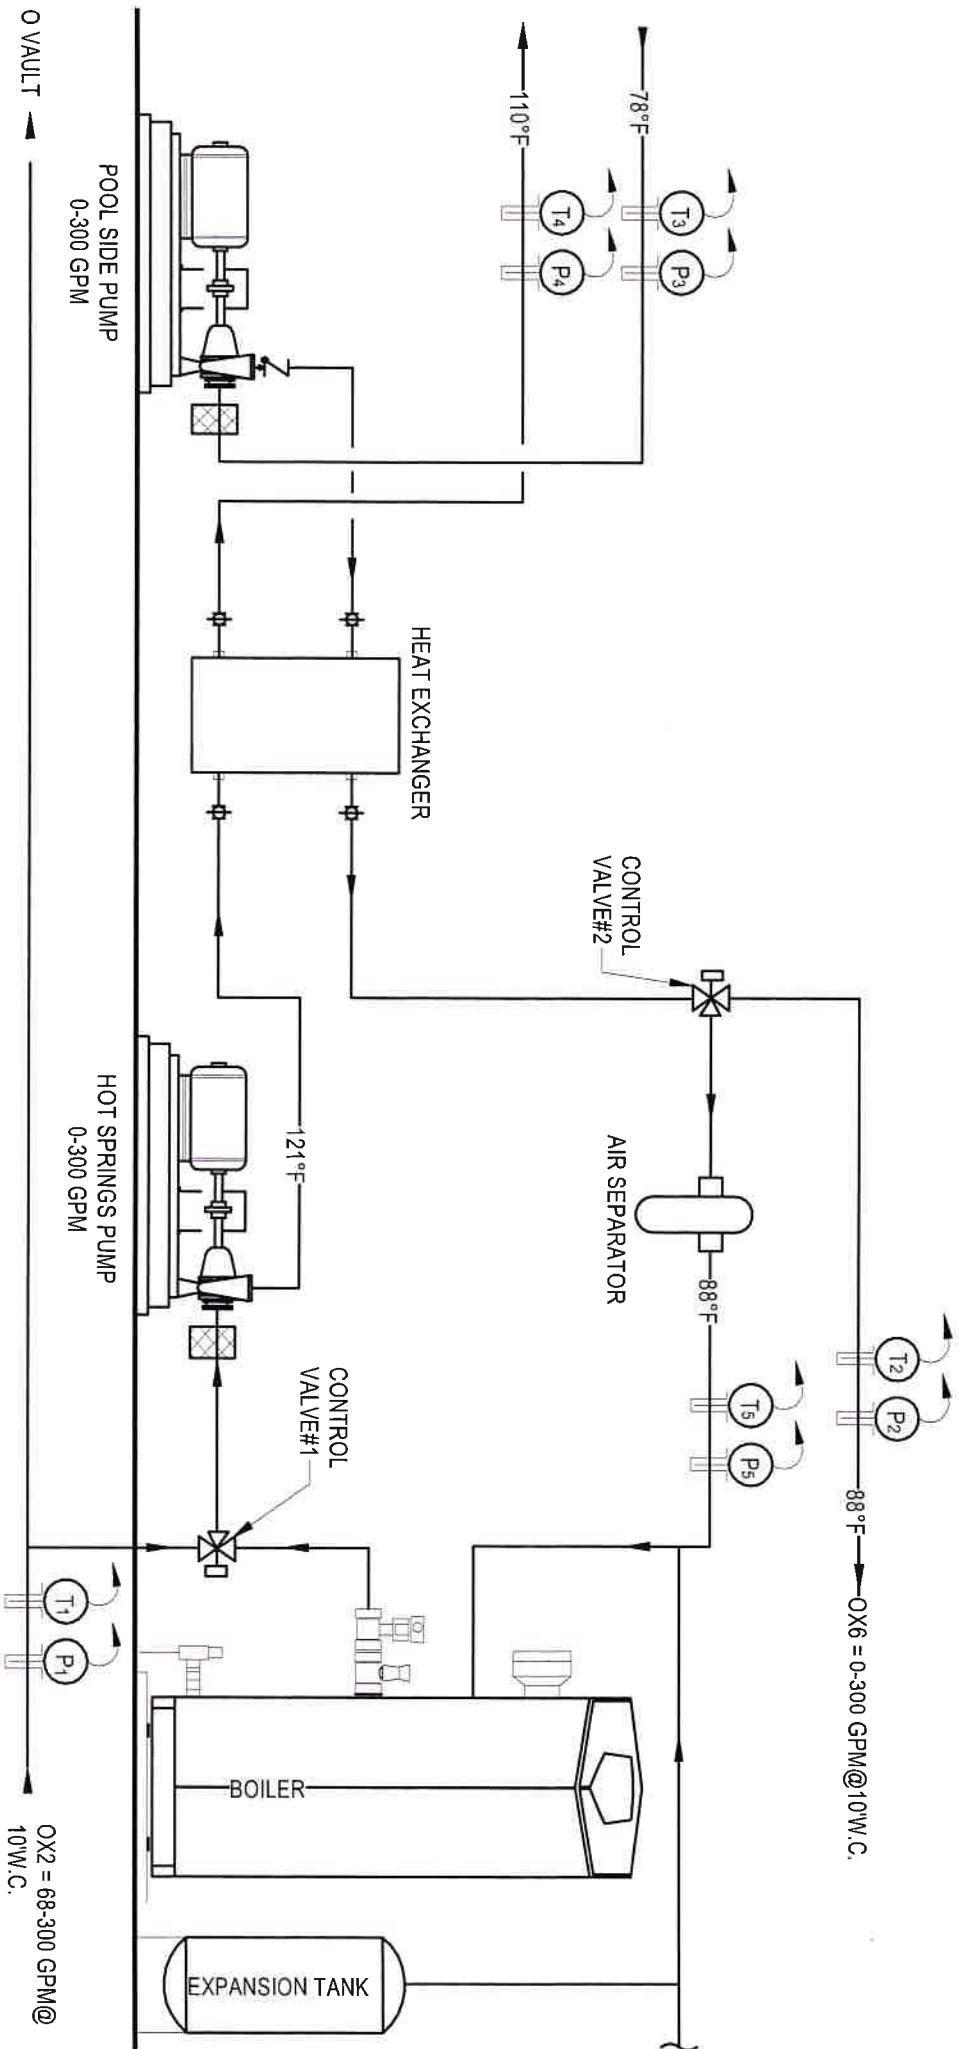 88°F
OX6 = 0-300 GPM@10'W.C.
T2
P2
CONTROL
VALVE#2
AIR SEPARATOR
88°F
T5
P5
78°F
T3
P3
110°F
T4
P4
HEAT EXCHANGER
121°F
CONTROL
VALVE#1
BOILER
EXPANSION TANK
POOL SIDE PUMP
0-300 GPM
HOT SPRINGS PUMP
0-300 GPM
T1
P1
O VAULT
OX2 = 68-300 GPM@
10'W.C.